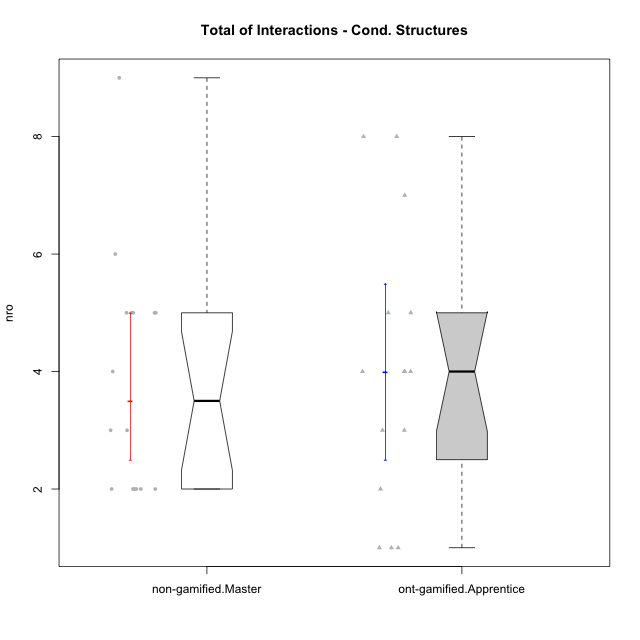 Total of Interactions - Cond. Structures
nro
8
6
4
2
non-gamified.Master
ont-gamified.Apprentice